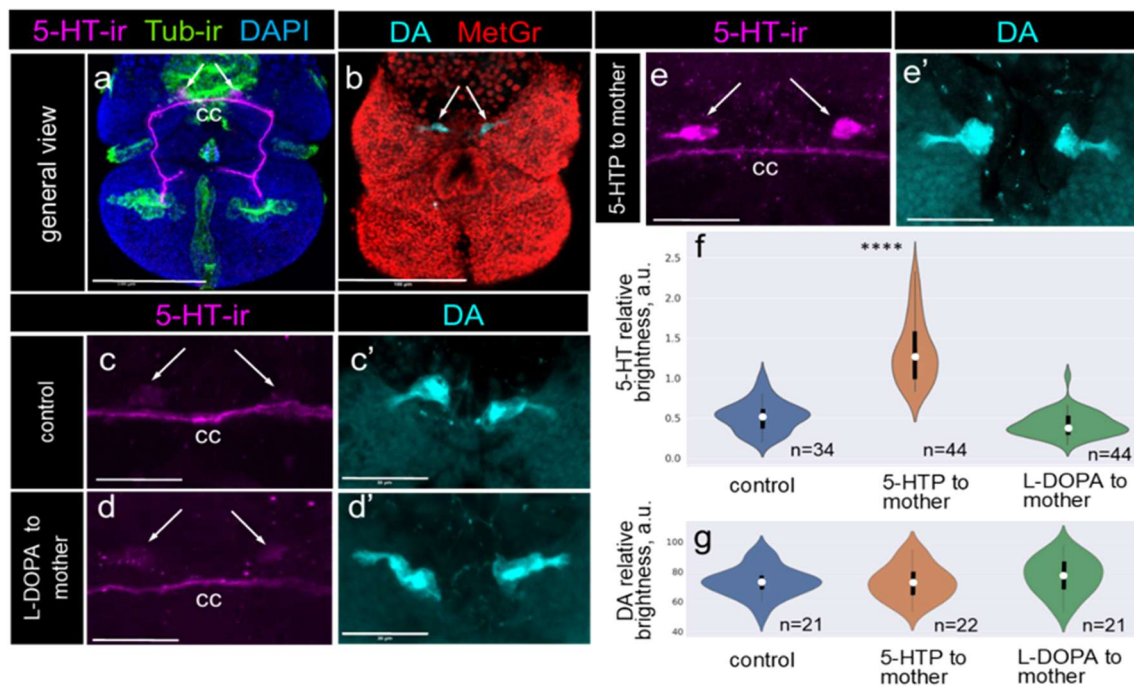 5-HT-ir Tub-ir DAPI
DA MetGr
general view
a
cc
b
5-HT-ir
DA
control
c
cc
c'
L-DOPA to
mother
d
cc
d'
5-HT-ir
DA
5-HTP to mother
e
cc
e'
f
5-HT relative
brightness, a.u.
2.5
2.0
1.5
1.0
0.5
0.0
****
n=34
n=44
n=44
control
5-HTP to
mother
L-DOPA to
mother
g
DA relative
brightness, a.u.
100
80
60
40
n=21
n=22
n=21
control
5-HTP to
mother
L-DOPA to
mother